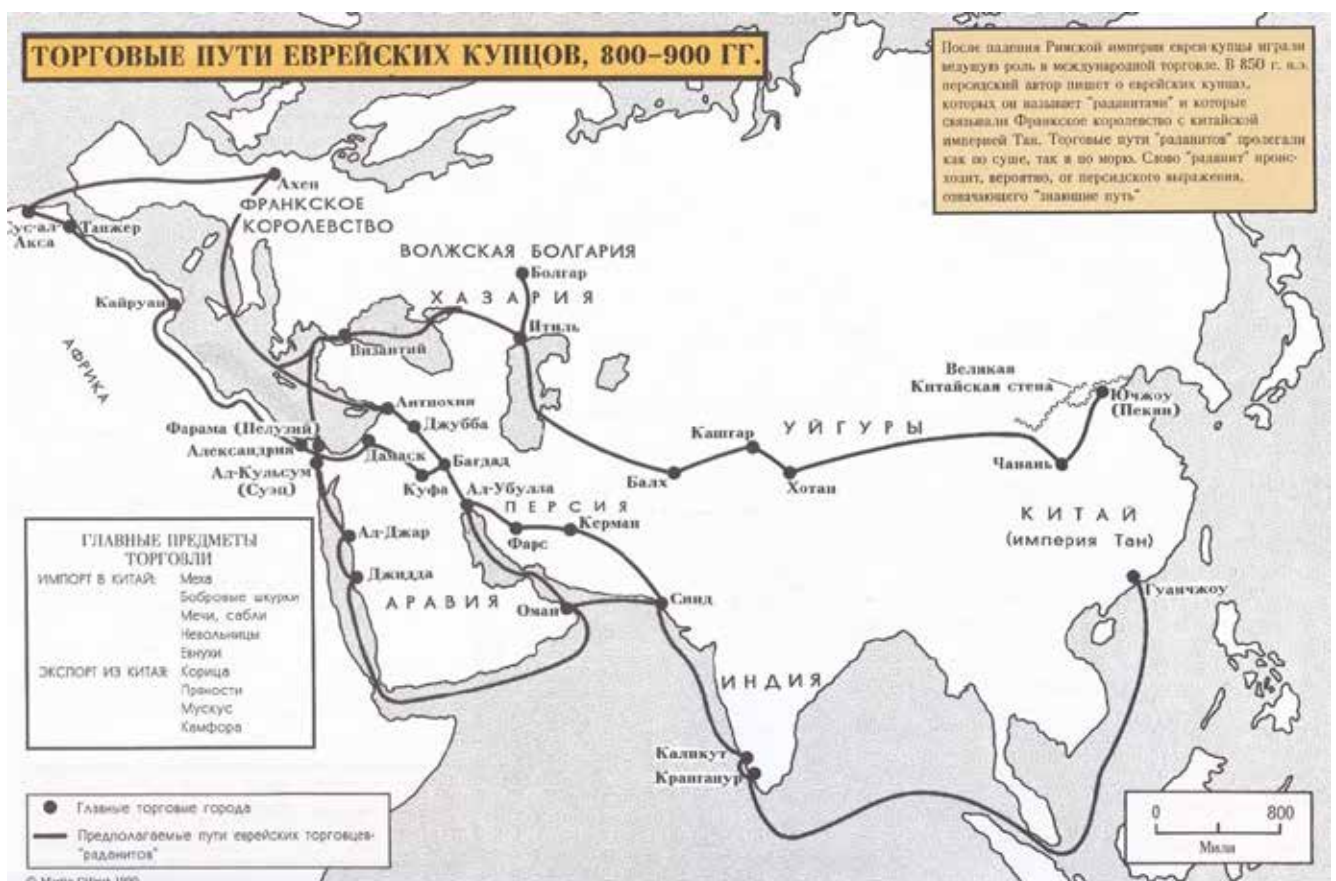 ТОРГОВЫЕ ПУТИ ЕВРЕЙСКИХ КУПЦОВ, 800–900 ГГ.
После падения Римской империи евреи-купцы играли
ведущую роль в международной торговле. В 850 г. н.э.
персидский автор пишет о еврейских купцах,
которых он называет "раданитами" и которые
связывали Франкское королевство с китайской
империей Тан. Торговые пути "раданитов" пролегали
как по суше, так и по морю. Слово "раданит" проис-
ходит, вероятно, от персидского выражения,
означающего "знающие путь"
Ахен
ФРАНКСКОЕ
КОРОЛЕВСТВО
Сус-ал-
Акса
Танжер
ВОЛЖСКАЯ БОЛГАРИЯ
Болгар
ХАЗАРИЯ
Кайруан
Итиль
Византий
АФРИКА
Великая
Китайская стена
Ючжоу
(Пекин)
Антиохия
Джубба
Фарама (Пелузий)
Александрия
Дамаск
Ал-Кульсум
(Суэц)
Багдад
Куфа
Ал-Убулла
Кашгар
УЙГУРЫ
Балх
Хотан
Чанань
ПЕРСИЯ
Керман
Фарс
КИТАЙ
(империя Тан)
Ал-Джар
Джидда
АРАВИЯ
Оман
Синд
Гуанчжоу
ИНДИЯ
Каликут
Кранганур
ГЛАВНЫЕ ПРЕДМЕТЫ
ТОРГОВЛИ
ИМПОРТ В КИТАЙ: Меха
Бобровые шкурки
Мечи, сабли
Невольницы
Евнухи
ЭКСПОРТ ИЗ КИТАЯ: Корица
Пряности
Мускус
Камфора
Главные торговые города
Предполагаемые пути еврейских торговцев-
"раданитов"
0 800
Мили